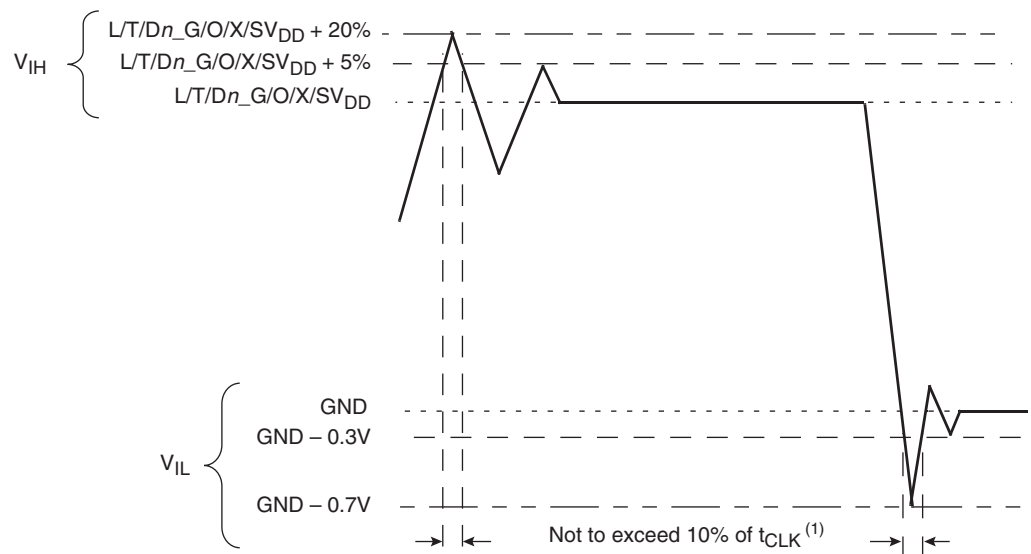 L/T/Dn_G/O/X/SVDD + 20%
VIH
L/T/Dn_G/O/X/SVDD + 5%
L/T/Dn_G/O/X/SVDD
GND
GND – 0.3V
VIL
GND – 0.7V
Not to exceed 10% of tCLK (1)